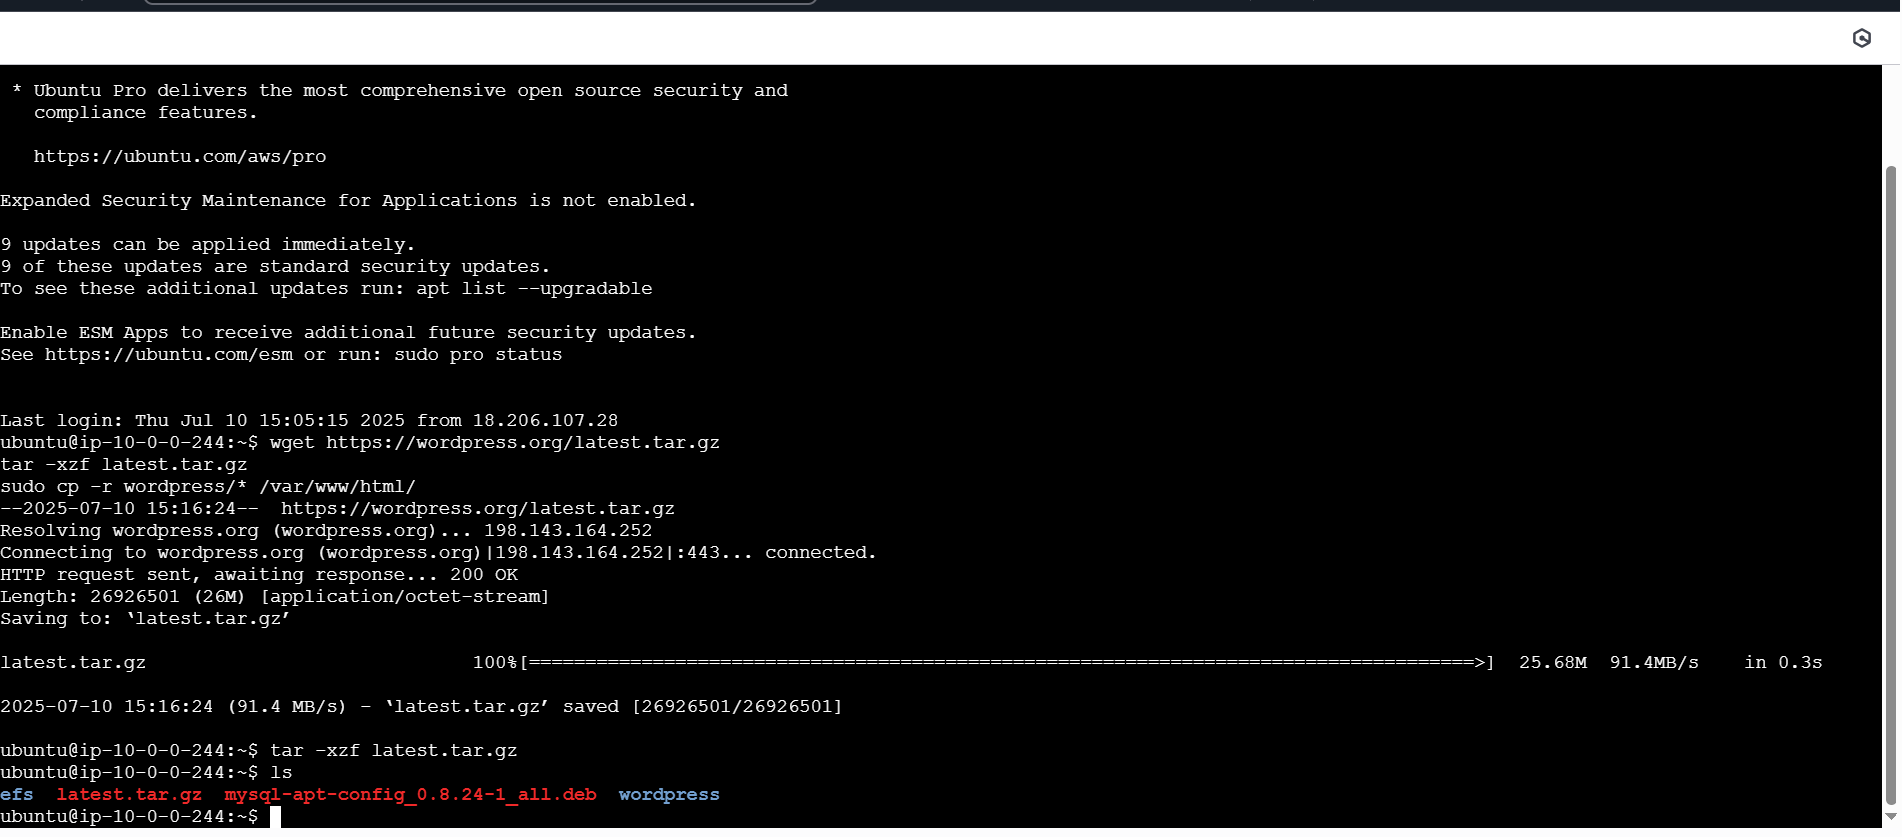 * Ubuntu Pro delivers the most comprehensive open source security and
compliance features.
https://ubuntu.com/aws/pro
Expanded Security Maintenance for Applications is not enabled.
9 updates can be applied immediately.
9 of these updates are standard security updates.
To see these additional updates run: apt list --upgradable
Enable ESM Apps to receive additional future security updates.
See https://ubuntu.com/esm or run: sudo pro status
Last login: Thu Jul 10 15:05:15 2025 from 18.206.107.28
ubuntu@ip-10-0-0-244:~$ wget https://wordpress.org/latest.tar.gz
tar -xzf latest.tar.gz
sudo cp -r wordpress/* /var/www/html/
--2025-07-10 15:16:24--  https://wordpress.org/latest.tar.gz
Resolving wordpress.org (wordpress.org)... 198.143.164.252
Connecting to wordpress.org (wordpress.org)|198.143.164.252|:443... connected.
HTTP request sent, awaiting response... 200 OK
Length: 26926501 (26M) [application/octet-stream]
Saving to: ‘latest.tar.gz’
latest.tar.gz 100%[====================================================================================>] 25.68M 91.4MB/s in 0.3s
2025-07-10 15:16:24 (91.4 MB/s) - ‘latest.tar.gz’ saved [26926501/26926501]
ubuntu@ip-10-0-0-244:~$ tar -xzf latest.tar.gz
ubuntu@ip-10-0-0-244:~$ ls
efs  latest.tar.gz  mysql-apt-config_0.8.24-1_all.deb  wordpress
ubuntu@ip-10-0-0-244:~$